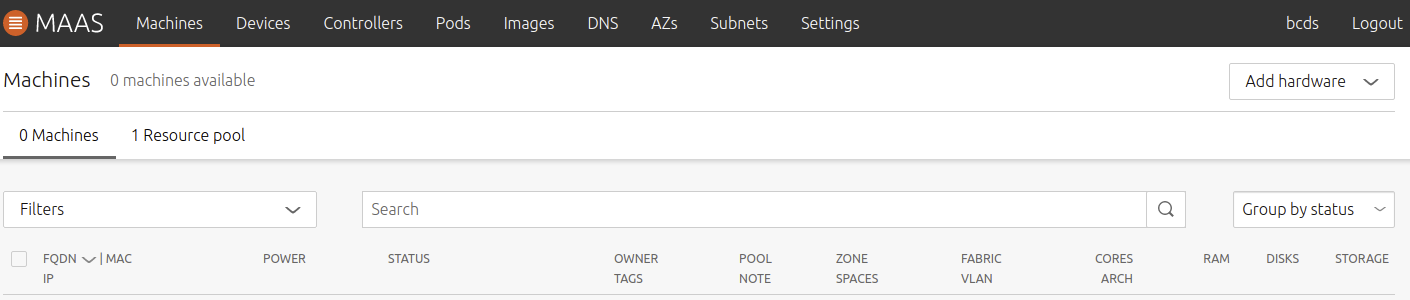 MAAS Machines Devices Controllers Pods Images DNS AZs Subnets Settings bcds Logout
Machines 0 machines available Add hardware
0 Machines 1 Resource pool
Filters Search Group by status
FQDN | MAC POWER STATUS OWNER POOL ZONE FABRIC CORES RAM DISKS STORAGE
IP TAGS NOTE SPACES VLAN ARCH